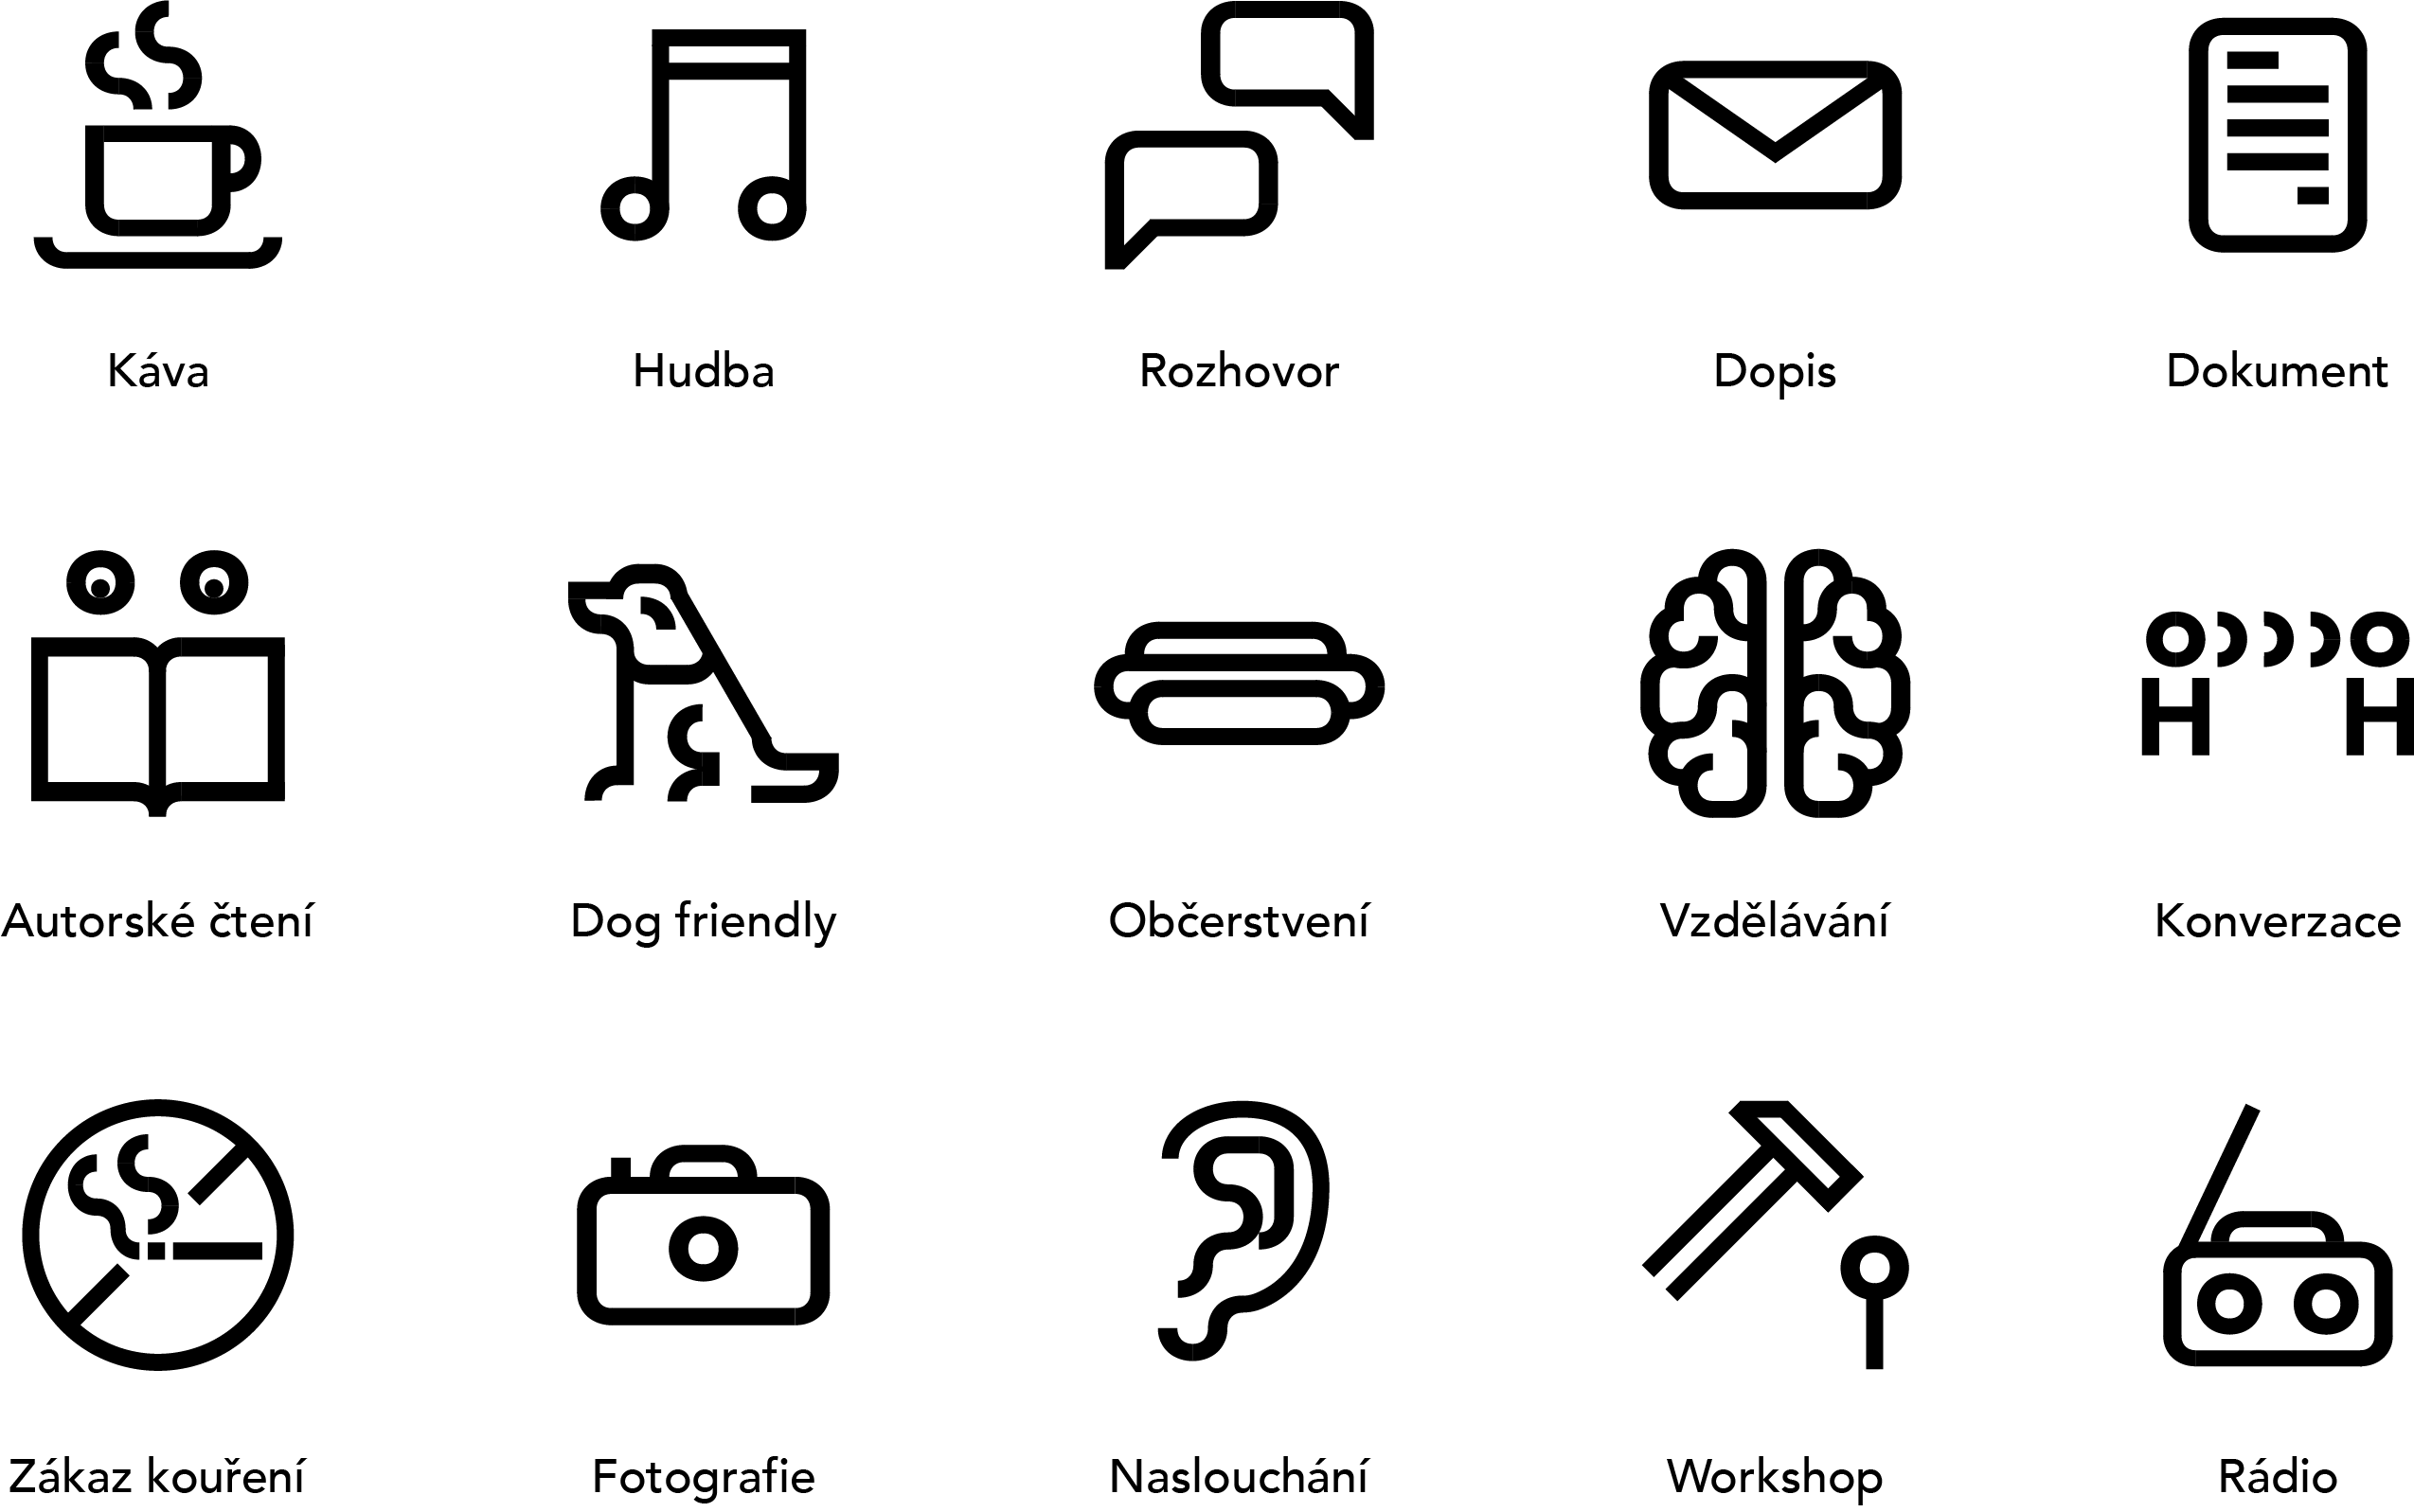 Káva
Hudba
Rozhovor
Dopis
Dokument
Autorské čtení
Dog friendly
Občerstvení
Vzdělávání
Konverzace
Zákaz kouření
Fotografie
Naslouchání
Workshop
Rádio